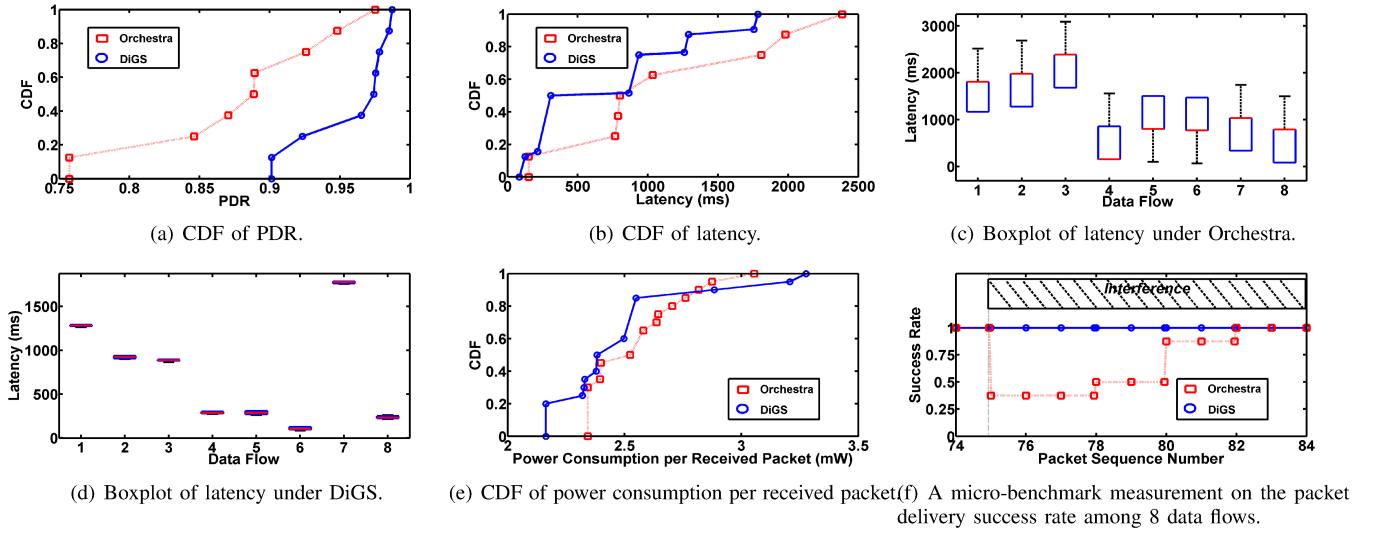 1
0.8
0.6
0.4
0.2
0
CDF
Orchestra
DiGS
0.75 0.8 0.85 0.9 0.95 1
PDR
(a) CDF of PDR.
1
0.8
0.6
0.4
0.2
0
CDF
Orchestra
DiGS
0 500 1000 1500 2000 2500
Latency (ms)
(b) CDF of latency.
3000
2000
1000
0
Latency (ms)
1 2 3 4 5 6 7 8
Data Flow
(c) Boxplot of latency under Orchestra.
1500
1000
500
0
Latency (ms)
1 2 3 4 5 6 7 8
Data Flow
(d) Boxplot of latency under DiGS.
1
0.8
0.6
0.4
0.2
0
CDF
Orchestra
DiGS
2 2.5 3 3.5
Power Consumption per Received Packet (mW)
(e) CDF of power consumption per received packet.
Interference
1
0.75
0.5
0.25
0
Success Rate
Orchestra
DiGS
74 76 78 80 82 84
Packet Sequence Number
(f) A micro-benchmark measurement on the packet
delivery success rate among 8 data flows.